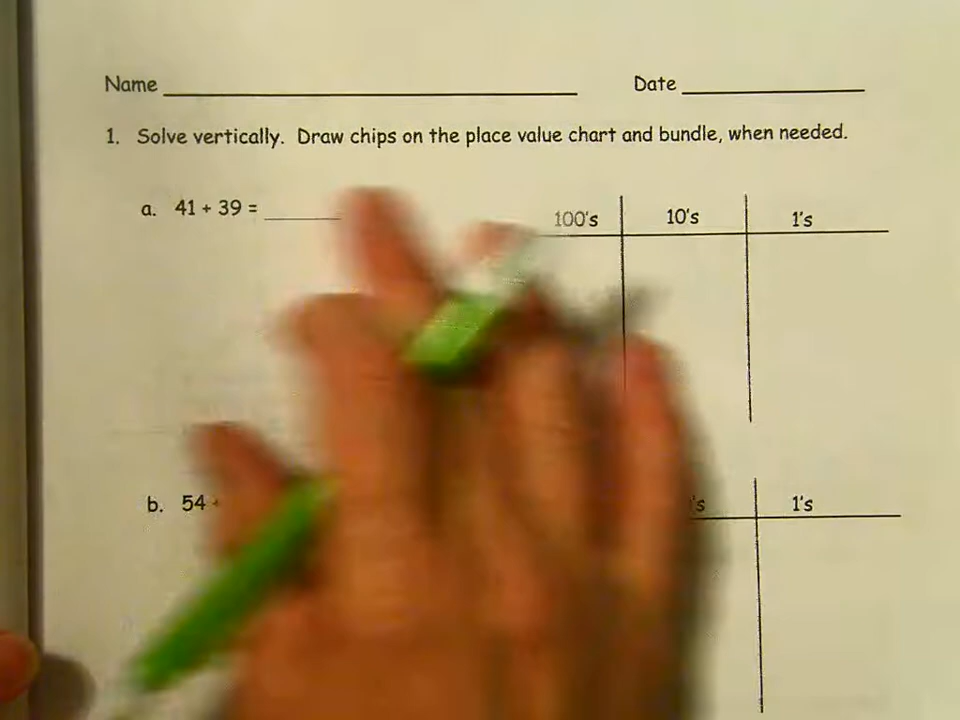 Name Date
1. Solve vertically. Draw chips on the place value chart and bundle, when needed.
a. 41 + 39 =
100's 10's 1's
b. 54 +
's 1's